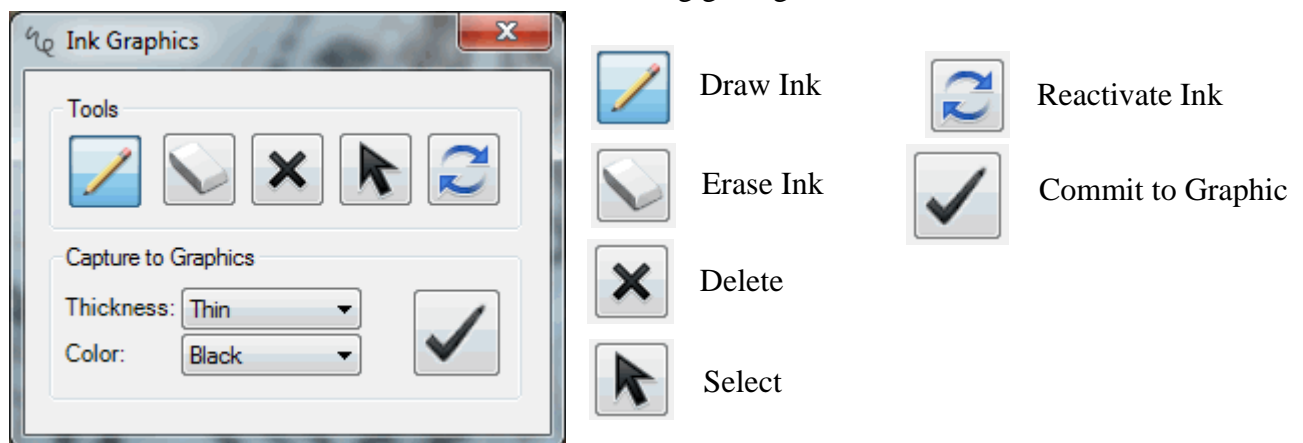 Ink Graphics
Tools
Capture to Graphics
Thickness: Thin
Color: Black
Draw Ink
Erase Ink
Delete
Select
Reactivate Ink
Commit to Graphic